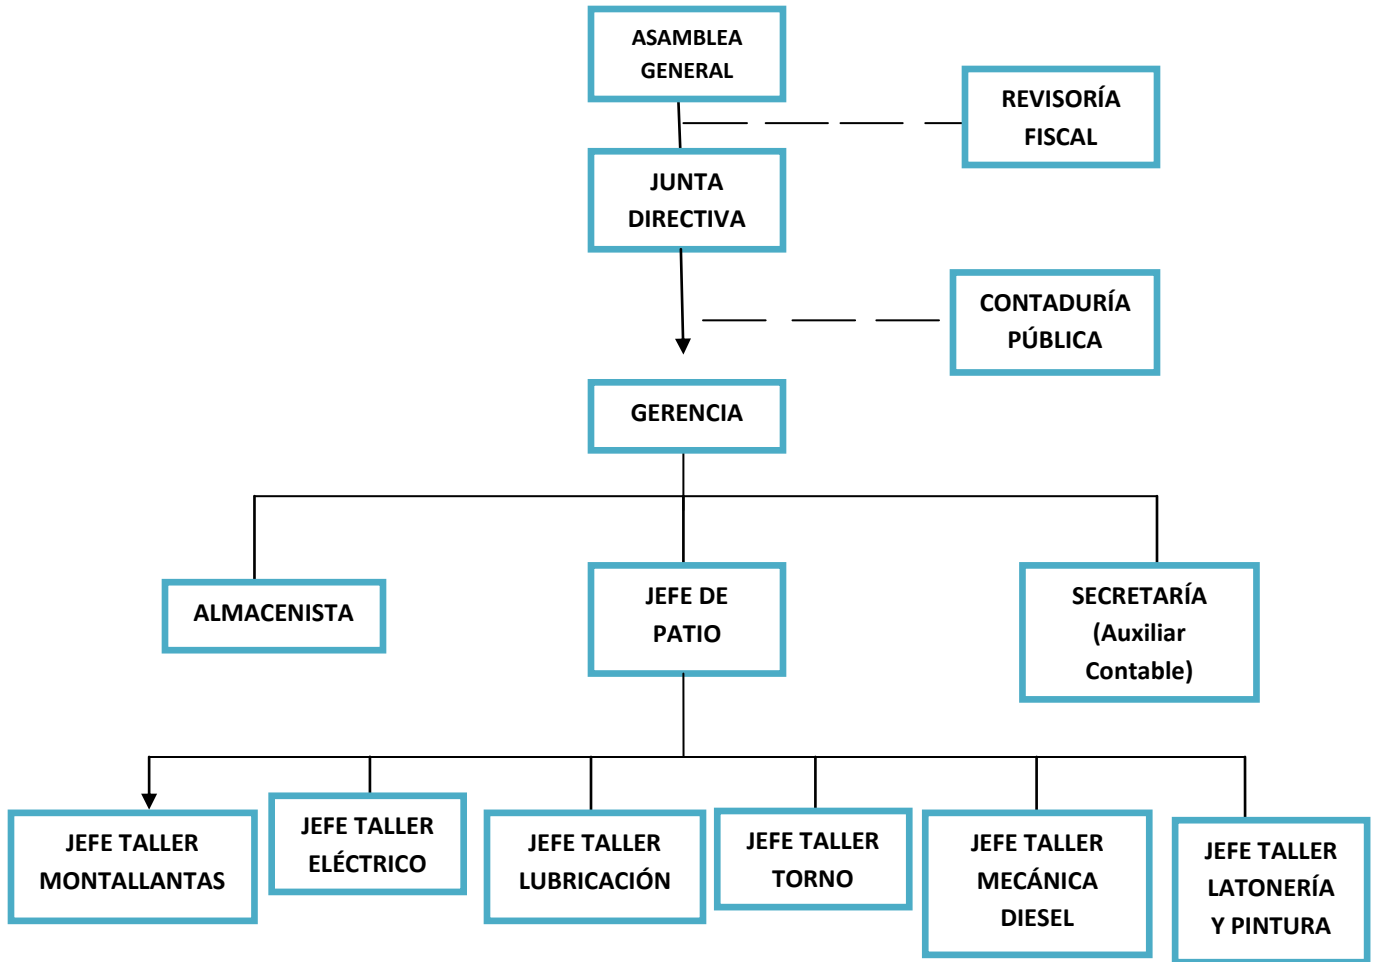 ASAMBLEA
GENERAL
REVISORÍA
FISCAL
JUNTA
DIRECTIVA
CONTADURÍA
PÚBLICA
GERENCIA
ALMACENISTA
JEFE DE
PATIO
SECRETARÍA
(Auxiliar
Contable)
JEFE TALLER
MONTALLANTAS
JEFE TALLER
ELÉCTRICO
JEFE TALLER
LUBRICACIÓN
JEFE TALLER
TORNO
JEFE TALLER
MECÁNICA
DIESEL
JEFE TALLER
LATONERÍA
Y PINTURA